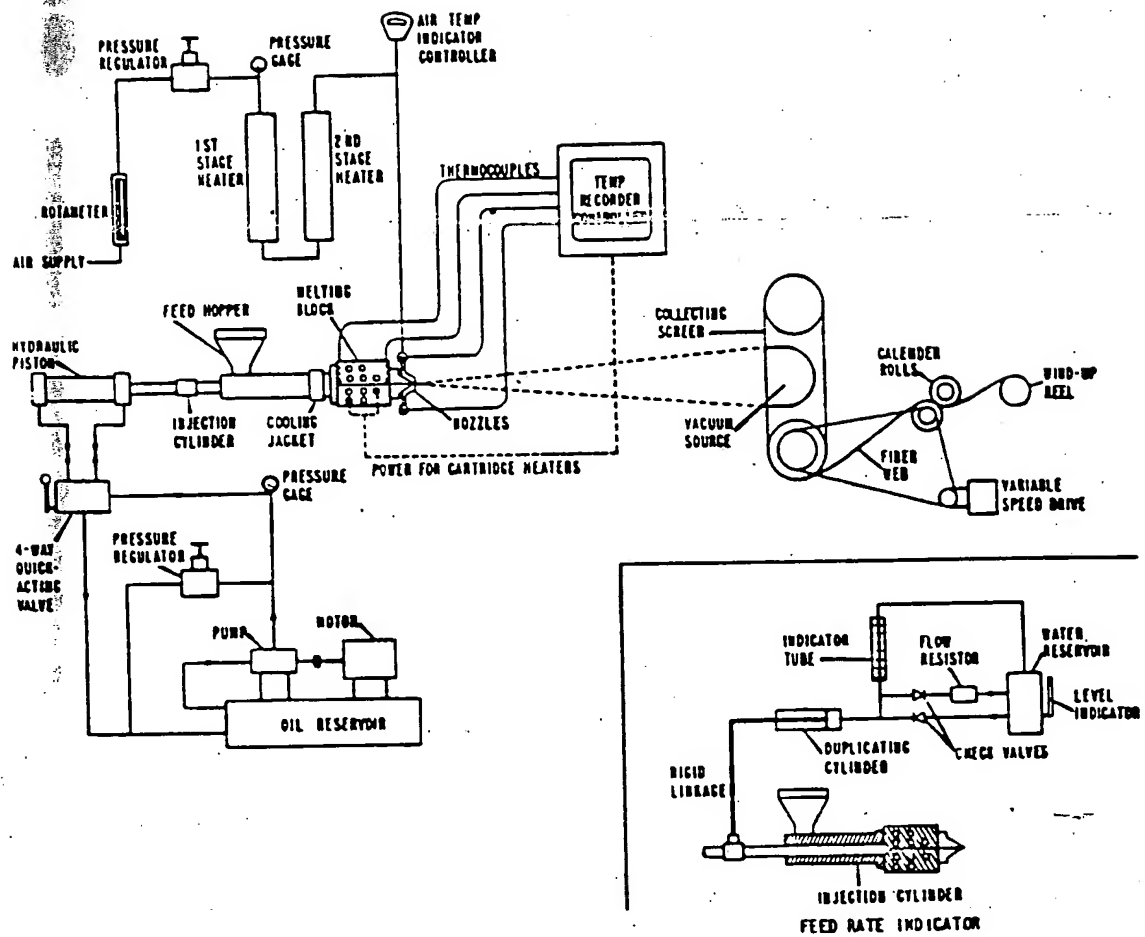 PRESSURE
REGULATOR
PRESSURE
GAGE
AIR TEMP
INDICATOR
CONTROLLER
1ST
STAGE
HEATER
2ND
STAGE
HEATER
ROTAMETER
AIR SUPPLY
THERMOCOUPLES
TEMP
RECORDER
CONTROLLER
FEED HOPPER
MELTING
BLOCK
HYDRAULIC
PISTON
INJECTION
CYLINDER
COOLING
JACKET
NOZZLES
POWER FOR CARTRIDGE HEATERS
COLLECTING
SCREEN
VACUUM
SOURCE
CALENDER
ROLLS
WIND-UP
REEL
FIBER
WEB
VARIABLE
SPEED DRIVE
4-WAY
QUICK-
ACTING
VALVE
PRESSURE
GAGE
PRESSURE
REGULATOR
PUMP
MOTOR
OIL RESERVOIR
INDICATOR
TUBE
FLOW
RESISTOR
WATER
RESERVOIR
LEVEL
INDICATOR
DUPLICATING
CYLINDER
CHECK VALVES
RIGID
LINKAGE
INJECTION CYLINDER
FEED RATE INDICATOR